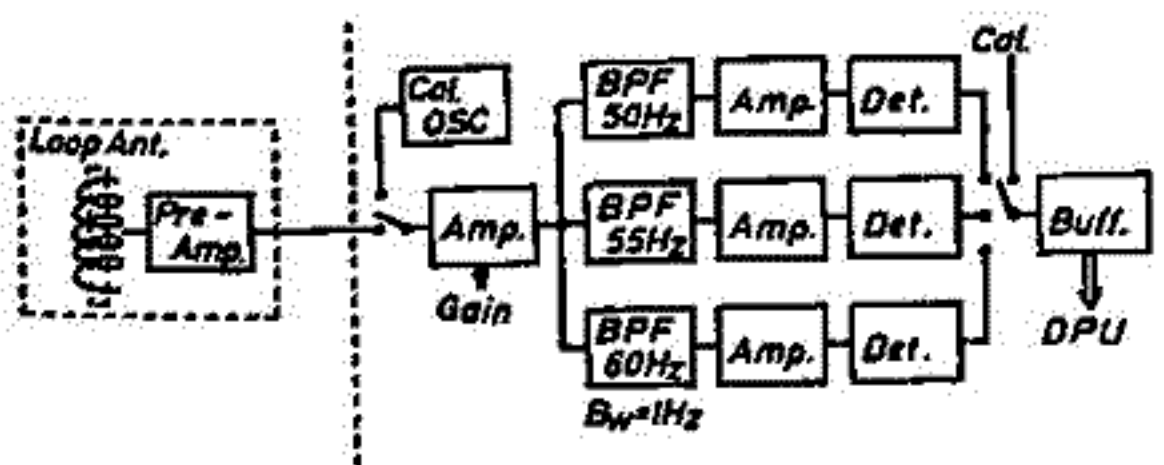 Loop Ant.
Pre-
Amp.
Cal.
OSC
Amp.
Gain
BPF
50Hz
Amp.
Det.
BPF
55Hz
Amp.
Det.
BPF
60Hz
Amp.
Det.
Bw=1Hz
Cal.
Buff.
DPU